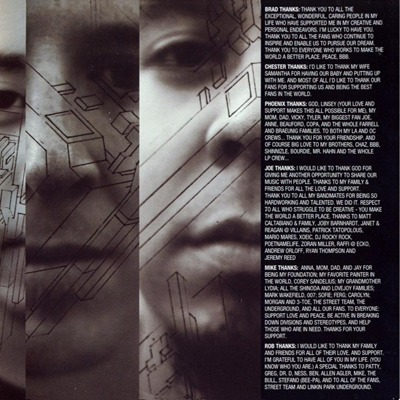 BRAD THANKS: THANK YOU TO ALL THE
EXCEPTIONAL, WONDERFUL, CARING PEOPLE IN MY
LIFE WHO HAVE SUPPORTED ME IN MY CREATIVE AND
PERSONAL ENDEAVORS. I'M LUCKY TO HAVE YOU.
THANK YOU TO ALL THE FANS WHO CONTINUE TO
INSPIRE AND ENABLE US TO PURSUE OUR DREAM.
THANK YOU TO EVERYONE WHO WORKS TO MAKE THE
WORLD A BETTER PLACE. PEACE, BBB.
CHESTER THANKS: I'D LIKE TO THANK MY WIFE
SAMANTHA FOR HAVING OUR BABY AND PUTTING UP
WITH ME. AND MOST OF ALL I'D LIKE TO THANK OUR
FANS FOR SUPPORTING US AND BEING THE BEST
FANS IN THE WORLD.
PHOENIX THANKS: GOD, LINSEY (YOUR LOVE AND
SUPPORT MAKES THIS ALL POSSIBLE FOR ME), MY
MOM, DAD, VICKY, TYLER, MY BIGGEST FAN JOE,
ANNE, BEAUFORD, COPA, AND THE WHOLE FARRELL
AND BRAEUNIG FAMILIES. TO BOTH MY LA AND OC
CREWS... THANK YOU FOR YOUR FRIENDSHIP. AND
OF COURSE BIG LOVE TO MY BROTHERS, CHAZ, BBB,
SHINNIZLE, BOURDIE, MR. HAHN AND THE WHOLE
LP CREW...
JOE THANKS: I WOULD LIKE TO THANK GOD FOR
GIVING ME ANOTHER OPPORTUNITY TO SHARE OUR
MUSIC WITH PEOPLE. THANKS TO MY FAMILY &
FRIENDS FOR ALL THE LOVE AND SUPPORT.
THANK YOU TO ALL MY BANDMATES FOR BEING SO
HARDWORKING AND TALENTED. WE DID IT. RESPECT
TO ALL WHO STRUGGLE TO BE CREATIVE - YOU MAKE
THE WORLD A BETTER PLACE. THANKS TO MATT
CALTABIANO & FAMILY, JOBY BARNHART, JANET &
REAGAN @ VILLAINS, PATRICK TATOPOLOUS,
MARIO MARES, XOEIC, DJ ROCKY ROCK,
POETNAMELIFE, ZORAN MILLER, RAFFI @ ECKO,
ANDREW ORLOFF, RYAN THOMPSON AND
JEREMY REED
MIKE THANKS: ANNA, MOM, DAD, AND JAY FOR
BEING MY FOUNDATION; MY FAVORITE PAINTER
IN THE WORLD, COREY SANDELIUS; MY GRANDMOTHER
LYDIA; ALL THE SHINODA AND LOVEJOY FAMILIES;
MARK WAKEFIELD, 007; SOFIE; FERG, CAROLYN;
MORGAN AND 3-TOE, THE STREET TEAM, THE
UNDERGROUND, AND ALL OUR FANS. TO EVERYONE:
SUPPORT LOVE AND PEACE, BE ACTIVE IN BREAKING
DOWN DIVISIONS AND STEREOTYPES, AND HELP
THOSE WHO ARE IN NEED. THANKS FOR YOUR
SUPPORT.
ROB THANKS: I WOULD LIKE TO THANK MY FAMILY
AND FRIENDS FOR ALL OF THEIR LOVE, AND SUPPORT,
I'M GRATEFUL TO HAVE ALL OF YOU IN MY LIFE. (YOU
KNOW WHO YOU ARE.) A SPECIAL THANKS TO PATTY,
GREG, DR. D, NESS, BEN, ALLEN AGLER, MIKE, THE
BULL, STEFANO (BEE-PA), AND TO ALL OF THE FANS,
STREET TEAM AND LINKIN PARK UNDERGROUND.